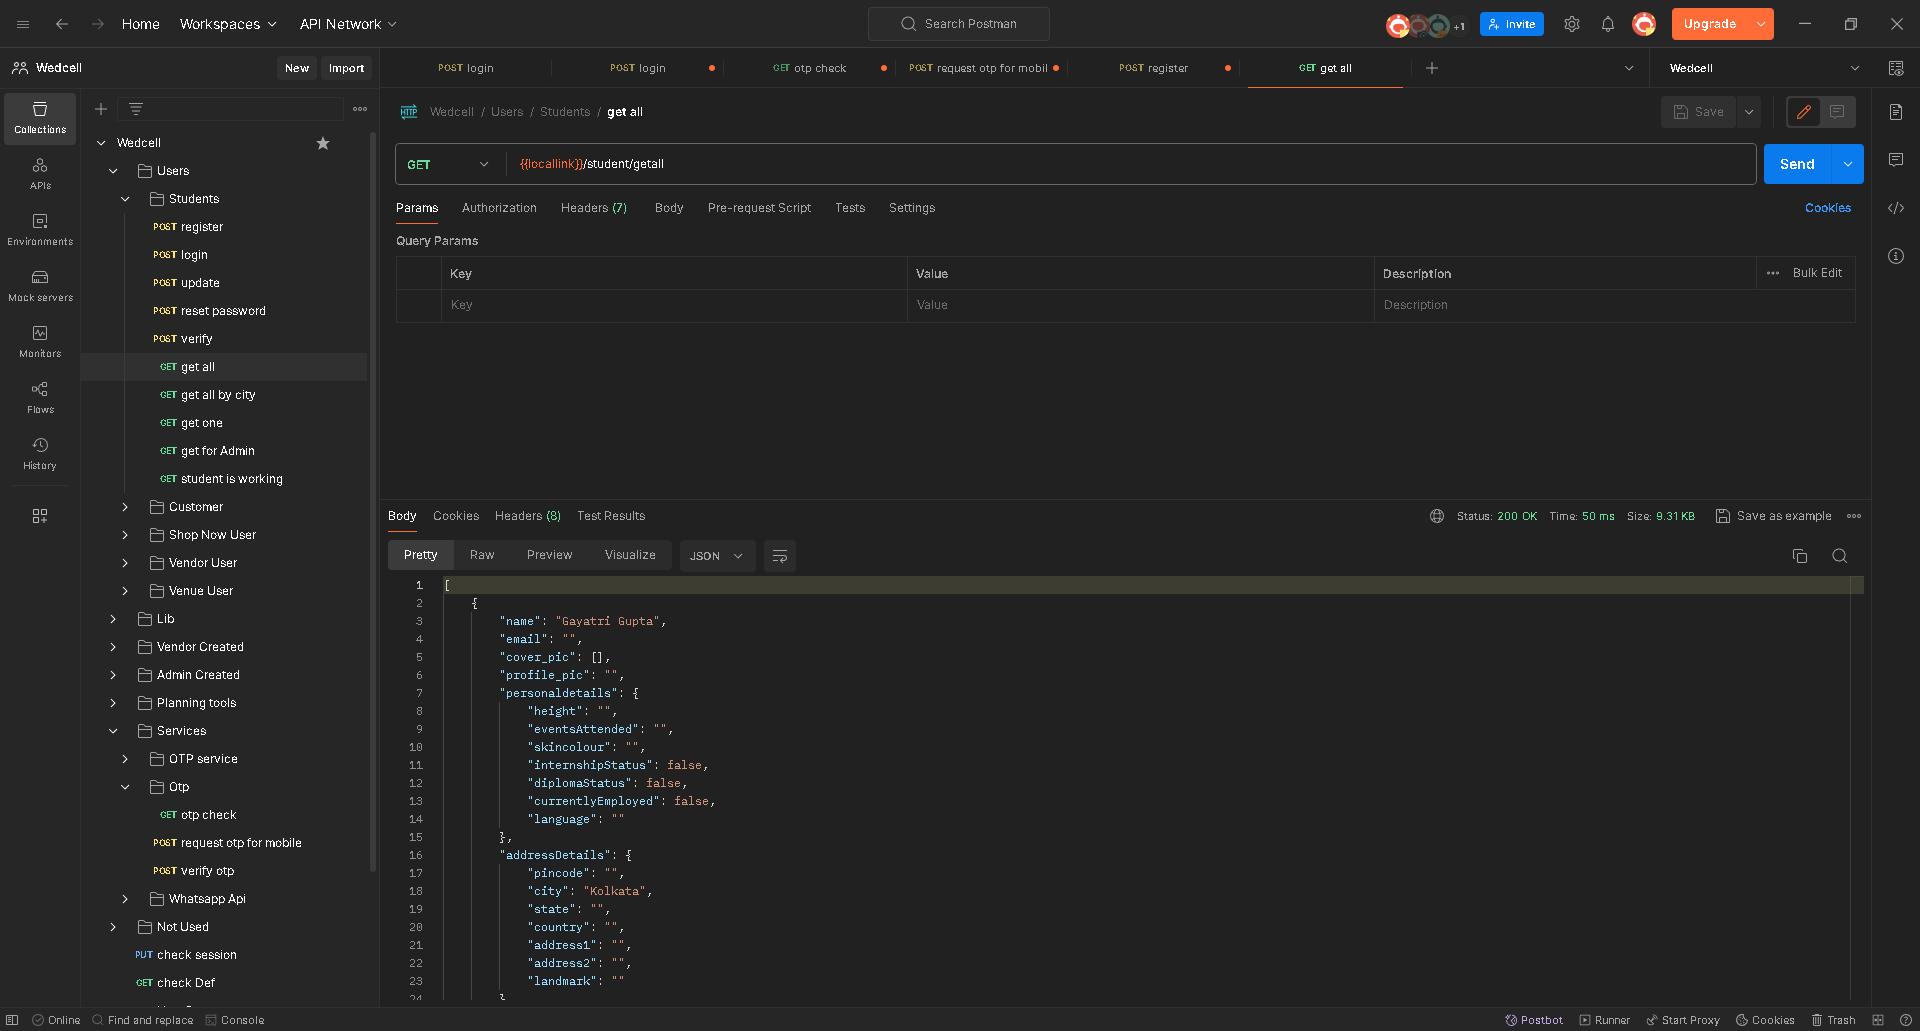 Home Workspaces API Network Search Postman +1 Invite Upgrade
Wedcell New Import
POST login POST login GET otp check POST request otp for mobil POST register GET get all Wedcell
Collections
APIs
Environments
Mock servers
Monitors
Flows
History
Wedcell
Users
Students
POST register
POST login
POST update
POST reset password
POST verify
GET get all
GET get all by city
GET get one
GET get for Admin
GET student is working
Customer
Shop Now User
Vendor User
Venue User
Lib
Vendor Created
Admin Created
Planning tools
Services
OTP service
Otp
GET otp check
POST request otp for mobile
POST verify otp
Whatsapp Api
Not Used
PUT check session
GET check Def
HTTP Wedcell / Users / Students / get all Save
GET {{locallink}}/student/getall Send
Params Authorization Headers (7) Body Pre-request Script Tests Settings Cookies
Query Params
Key Value Description Bulk Edit
Key Value Description
Body Cookies Headers (8) Test Results Status: 200 OK Time: 50 ms Size: 9.31 KB Save as example
Pretty Raw Preview Visualize JSON
1 [
2 {
3 "name": "Gayatri Gupta",
4 "email": "",
5 "cover_pic": [],
6 "profile_pic": "",
7 "personaldetails": {
8 "height": "",
9 "eventsAttended": "",
10 "skincolour": "",
11 "internshipStatus": false,
12 "diplomaStatus": false,
13 "currentlyEmployed": false,
14 "language": ""
15 },
16 "addressDetails": {
17 "pincode": "",
18 "city": "Kolkata",
19 "state": "",
20 "country": "",
21 "address1": "",
22 "address2": "",
23 "landmark": ""
24 }
Online Find and replace Console Postbot Runner Start Proxy Cookies Trash